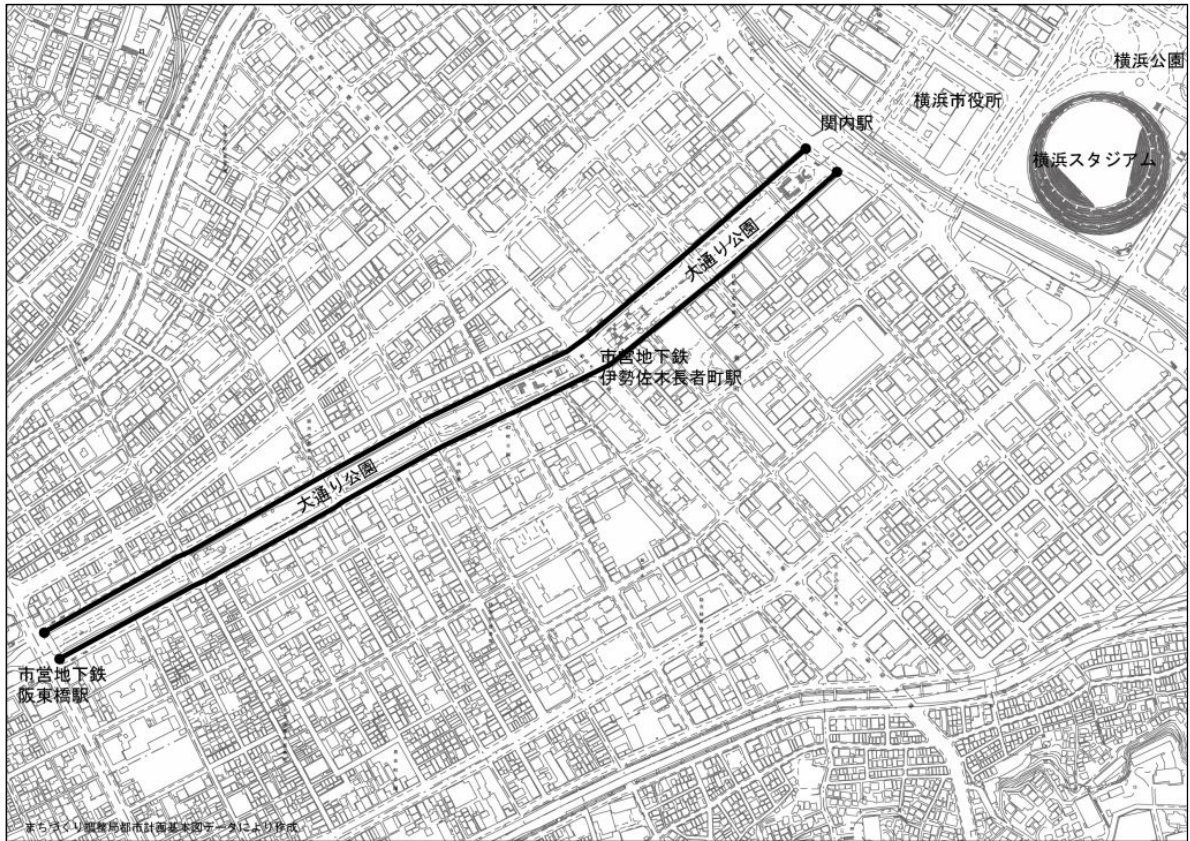 横浜公園
横浜市役所
関内駅
横浜スタジアム
大通り公園
市営地下鉄
伊勢佐木長者町駅
大通り公園
市営地下鉄
阪東橋駅
まちづくり調整局都市計画基本図データにより作成